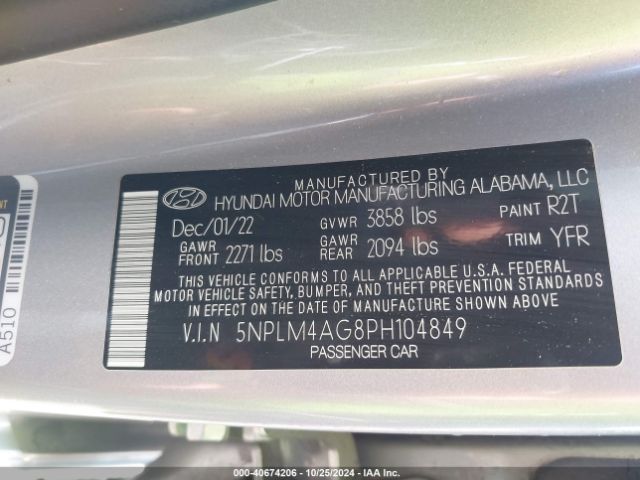 MANUFACTURED BY
HYUNDAI MOTOR MANUFACTURING ALABAMA, LLC
Dec/01/22 GVWR 3858 lbs PAINT R2T
GAWR FRONT 2271 lbs GAWR REAR 2094 lbs TRIM YFR
THIS VEHICLE CONFORMS TO ALL APPLICABLE U.S.A. FEDERAL
MOTOR VEHICLE SAFETY, BUMPER, AND THEFT PREVENTION STANDARDS
IN EFFECT ON THE DATE OF MANUFACTURE SHOWN ABOVE
V.I.N 5NPLM4AG8PH104849
PASSENGER CAR
A510
000-40674206 - 10/25/2024 - IAA Inc.